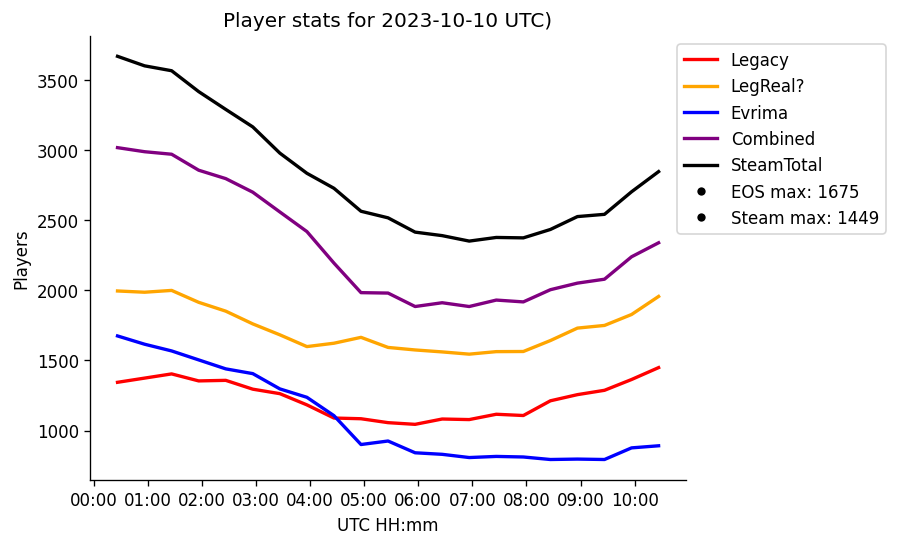 Player stats for 2023-10-10 UTC)
Legacy
LegReal?
Evrima
Combined
SteamTotal
EOS max: 1675
Steam max: 1449
Players
3500
3000
2500
2000
1500
1000
00:00 01:00 02:00 03:00 04:00 05:00 06:00 07:00 08:00 09:00 10:00
UTC HH:mm